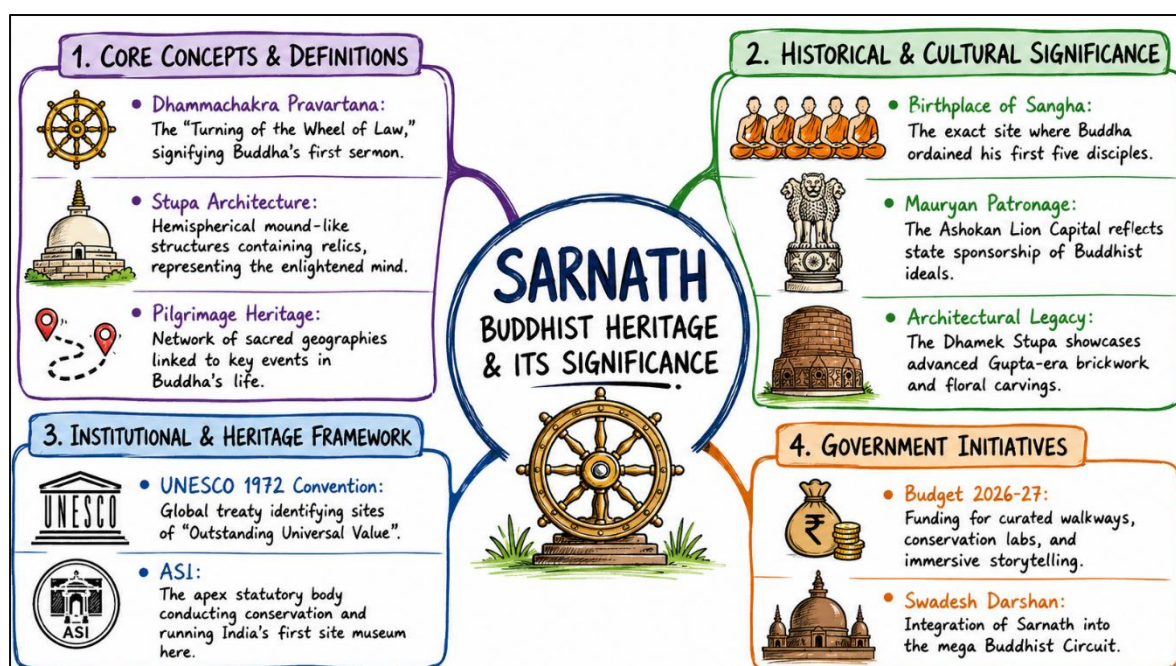 1. CORE CONCEPTS & DEFINITIONS
• Dhammachakra Pravartana:
The “Turning of the Wheel of Law,”
signifying Buddha’s first sermon.
• Stupa Architecture:
Hemispherical mound-like
structures containing relics,
representing the enlightened mind.
• Pilgrimage Heritage:
Network of sacred geographies
linked to key events in
Buddha’s life.
2. HISTORICAL & CULTURAL SIGNIFICANCE
• Birthplace of Sangha:
The exact site where Buddha
ordained his first five disciples.
• Mauryan Patronage:
The Ashokan Lion Capital reflects
state sponsorship of Buddhist
ideals.
• Architectural Legacy:
The Dhamek Stupa showcases
advanced Gupta-era brickwork
and floral carvings.
SARNATH
BUDDHIST HERITAGE
& ITS SIGNIFICANCE
3. INSTITUTIONAL & HERITAGE FRAMEWORK
UNESCO
• UNESCO 1972 Convention:
Global treaty identifying sites
of “Outstanding Universal Value”.
ASI
• ASI:
The apex statutory body
conducting conservation and
running India’s first site museum
here.
4. GOVERNMENT INITIATIVES
₹
• Budget 2026-27:
Funding for curated walkways,
conservation labs, and
immersive storytelling.
• Swadesh Darshan:
Integration of Sarnath into
the mega Buddhist Circuit.